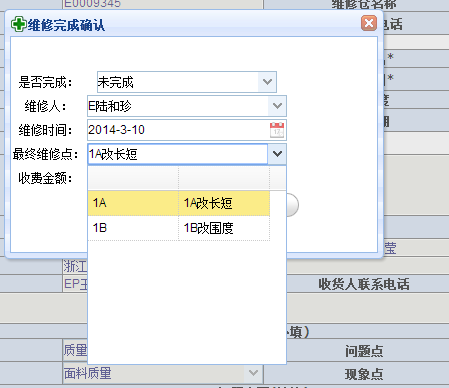 E0009345
维修仓名称
维修完成确认
电话
*
是否完成： 未完成
*
维修人： E陆和珍
度
维修时间： 2014-3-10
最终维修点： 1A改长短
收费金额：
1A 1A改长短
1B 1B改围度
莹
浙江
EP 收货人联系电话
填）
质量 问题点
面料质量 现象点